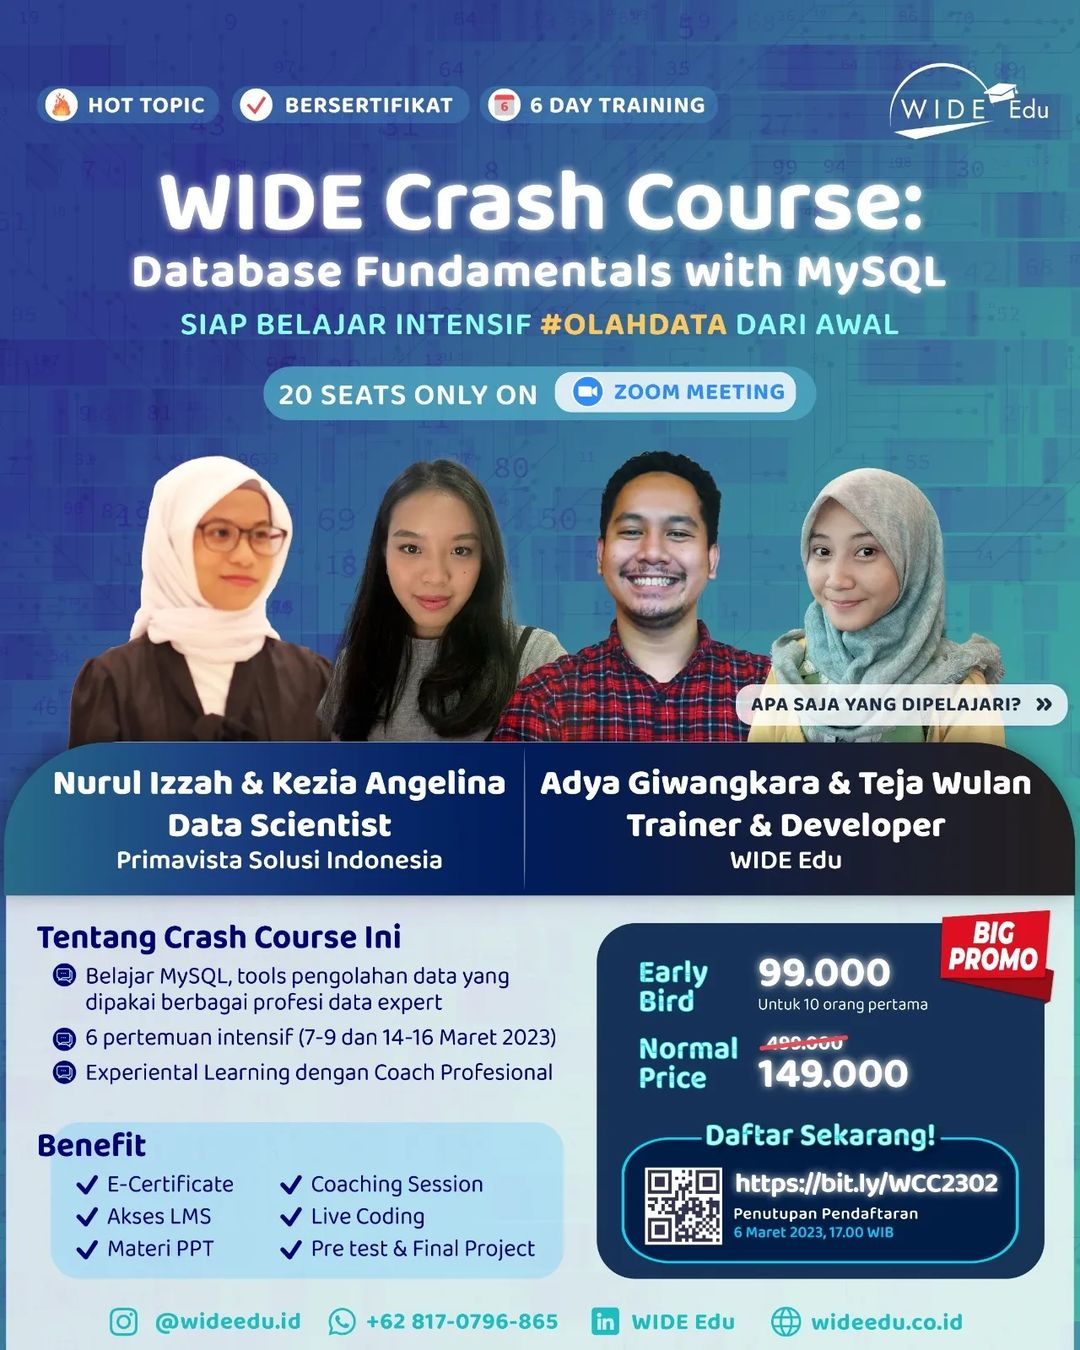 HOT TOPIC
BERSERTIFIKAT
6 DAY TRAINING
WIDE Edu
WIDE Crash Course:
Database Fundamentals with MySQL
SIAP BELAJAR INTENSIF #OLAHDATA DARI AWAL
20 SEATS ONLY ON ZOOM MEETING
APA SAJA YANG DIPELAJARI? »
Nurul Izzah & Kezia Angelina
Data Scientist
Primavista Solusi Indonesia
Adya Giwangkara & Teja Wulan
Trainer & Developer
WIDE Edu
Tentang Crash Course Ini
Belajar MySQL, tools pengolahan data yang
dipakai berbagai profesi data expert
6 pertemuan intensif (7-9 dan 14-16 Maret 2023)
Experiental Learning dengan Coach Profesional
Benefit
E-Certificate
Akses LMS
Materi PPT
Coaching Session
Live Coding
Pre test & Final Project
BIG
PROMO
Early
Bird
99.000
Untuk 10 orang pertama
Normal
Price
499.000
149.000
Daftar Sekarang!
https://bit.ly/WCC2302
Penutupan Pendaftaran
6 Maret 2023, 17.00 WIB
@wideedu.id
+62 817-0796-865
WIDE Edu
wideedu.co.id